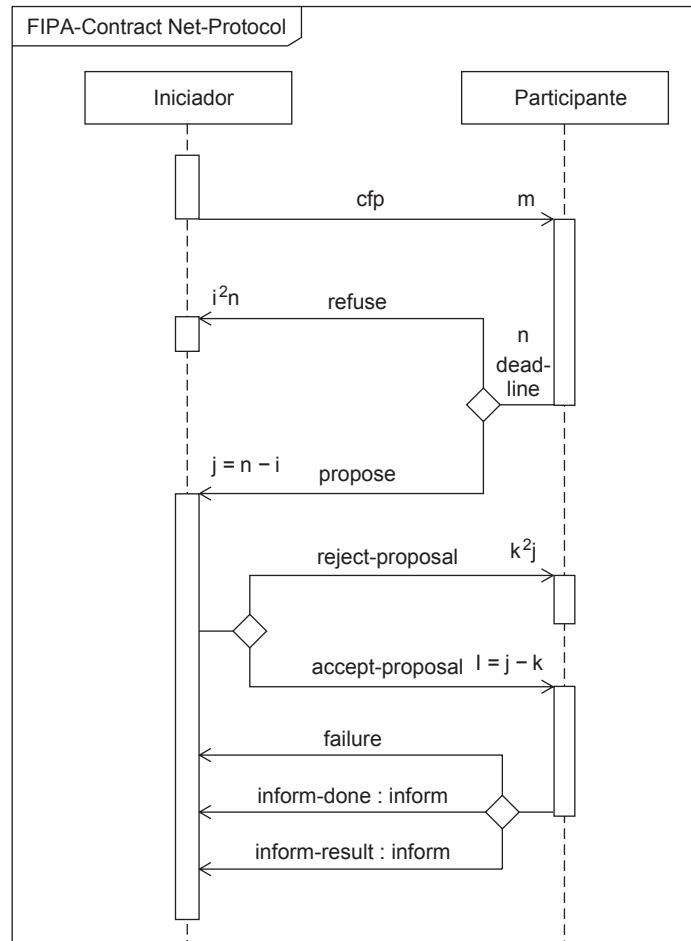 FIPA-Contract Net-Protocol
Iniciador
Participante
cfp
m
i²n
refuse
n
dead-
line
j = n − i
propose
reject-proposal
k²j
accept-proposal
l = j − k
failure
inform-done : inform
inform-result : inform